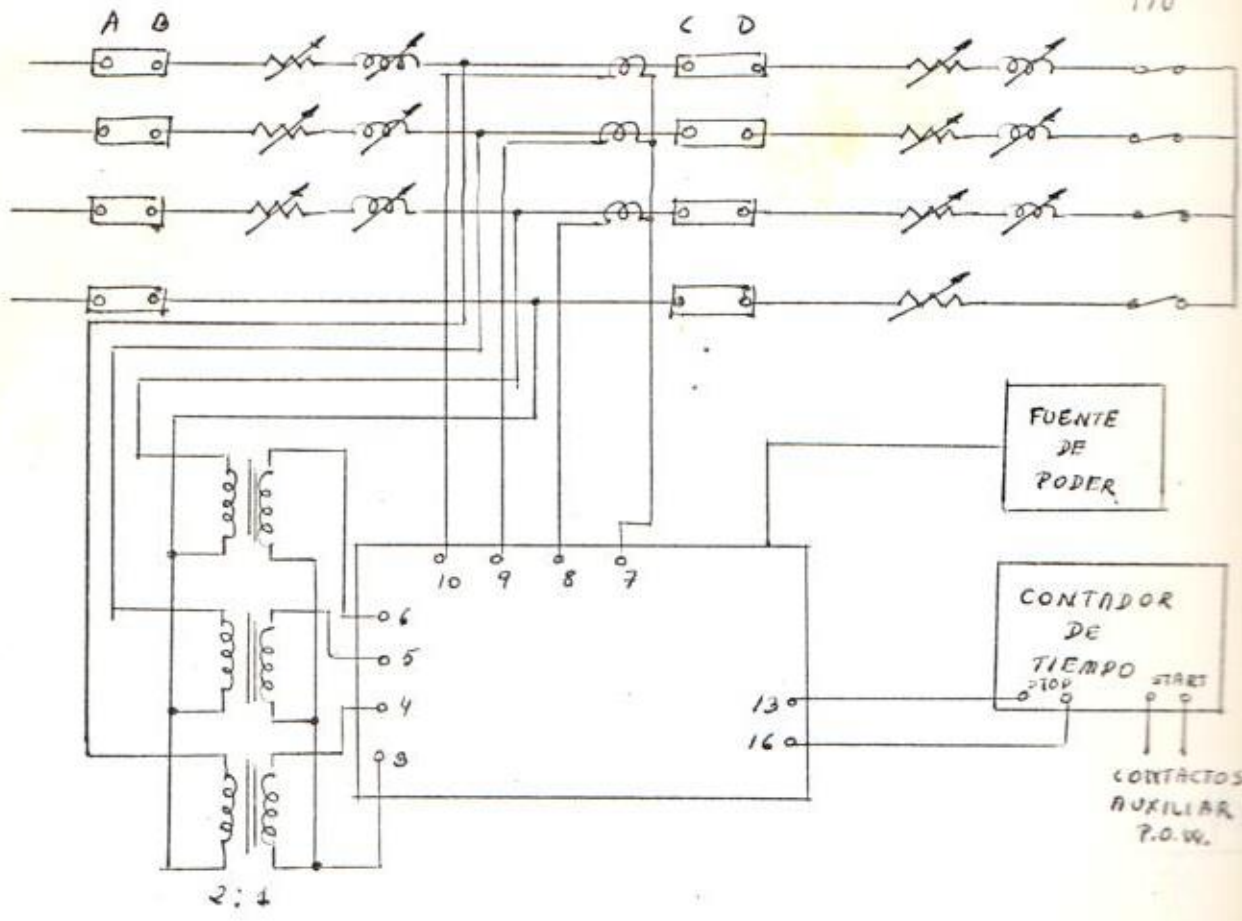 170
A B
C D
FUENTE
DE
PODER
10 9 8 7
6
5
4
3
13
16
CONTADOR
DE
TIEMPO
STOP START
CONTACTOS
AUXILIAR
P.O.W.
2:1